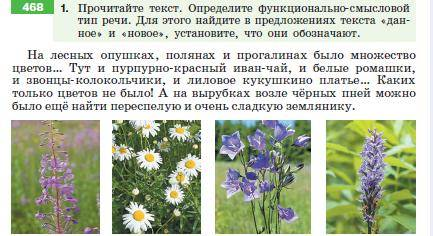 468
1. Прочитайте текст. Определите функционально-смысловой
тип речи. Для этого найдите в предложениях текста «дан-
ное» и «новое», установите, что они обозначают.
На лесных опушках, полянах и прогалинах было множество
цветов... Тут и пурпурно-красный иван-чай, и белые ромашки,
и звонцы-колокольчики, и лиловое кукушкино платье... Каких
только цветов не было! А на вырубках возле чёрных пней можно
было ещё найти переспелую и очень сладкую землянику.